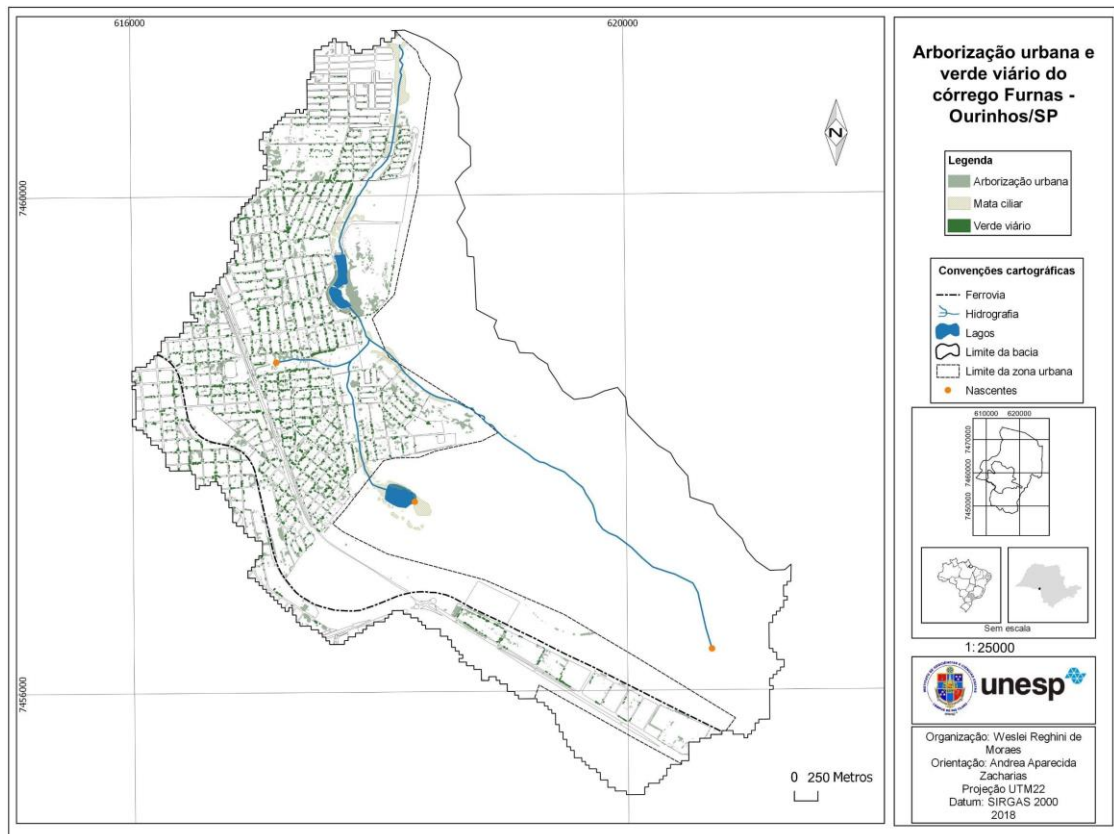 616000
620000
7460000
7456000
0 250 Metros
Arborização urbana e
verde viário do
córrego Furnas -
Ourinhos/SP
N
Legenda
Arborização urbana
Mata ciliar
Verde viário
Convenções cartográficas
Ferrovia
Hidrografia
Lagos
Limite da bacia
Limite da zona urbana
Nascentes
610000 620000
7470000
7460000
7450000
Sem escala
1: 25000
unesp
Organização: Weslei Reghini de
Moraes
Orientação: Andrea Aparecida
Zacharias
Projeção UTM22
Datum: SIRGAS 2000
2018